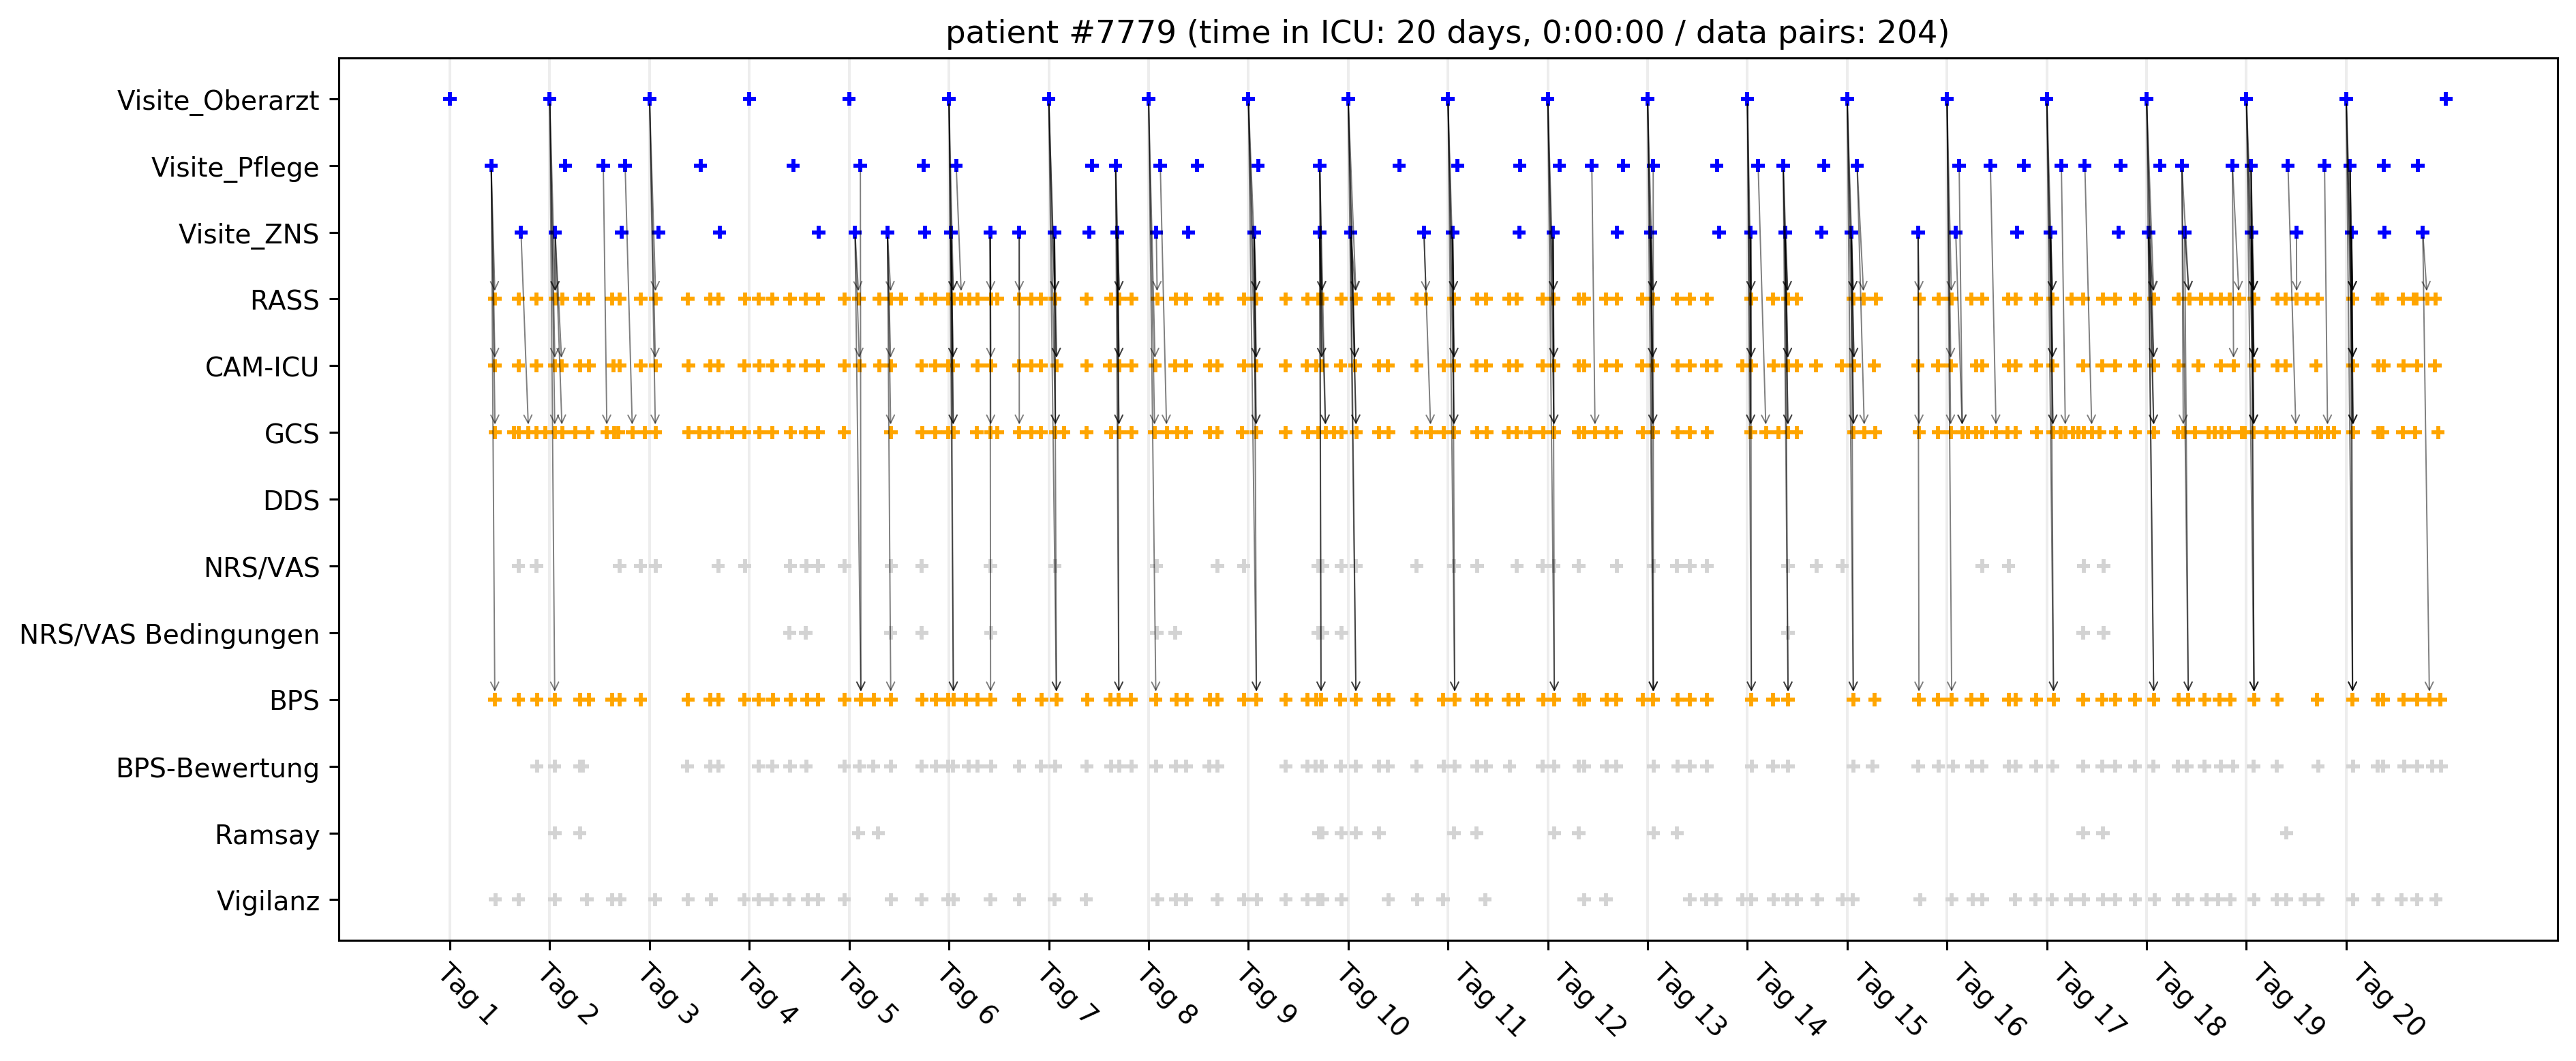 patient #7779 (time in ICU: 20 days, 0:00:00 / data pairs: 204)
Visite_Oberarzt
Visite_Pflege
Visite_ZNS
RASS
CAM-ICU
GCS
DDS
NRS/VAS
NRS/VAS Bedingungen
BPS
BPS-Bewertung
Ramsay
Vigilanz
Tag 1
Tag 2
Tag 3
Tag 4
Tag 5
Tag 6
Tag 7
Tag 8
Tag 9
Tag 10
Tag 11
Tag 12
Tag 13
Tag 14
Tag 15
Tag 16
Tag 17
Tag 18
Tag 19
Tag 20